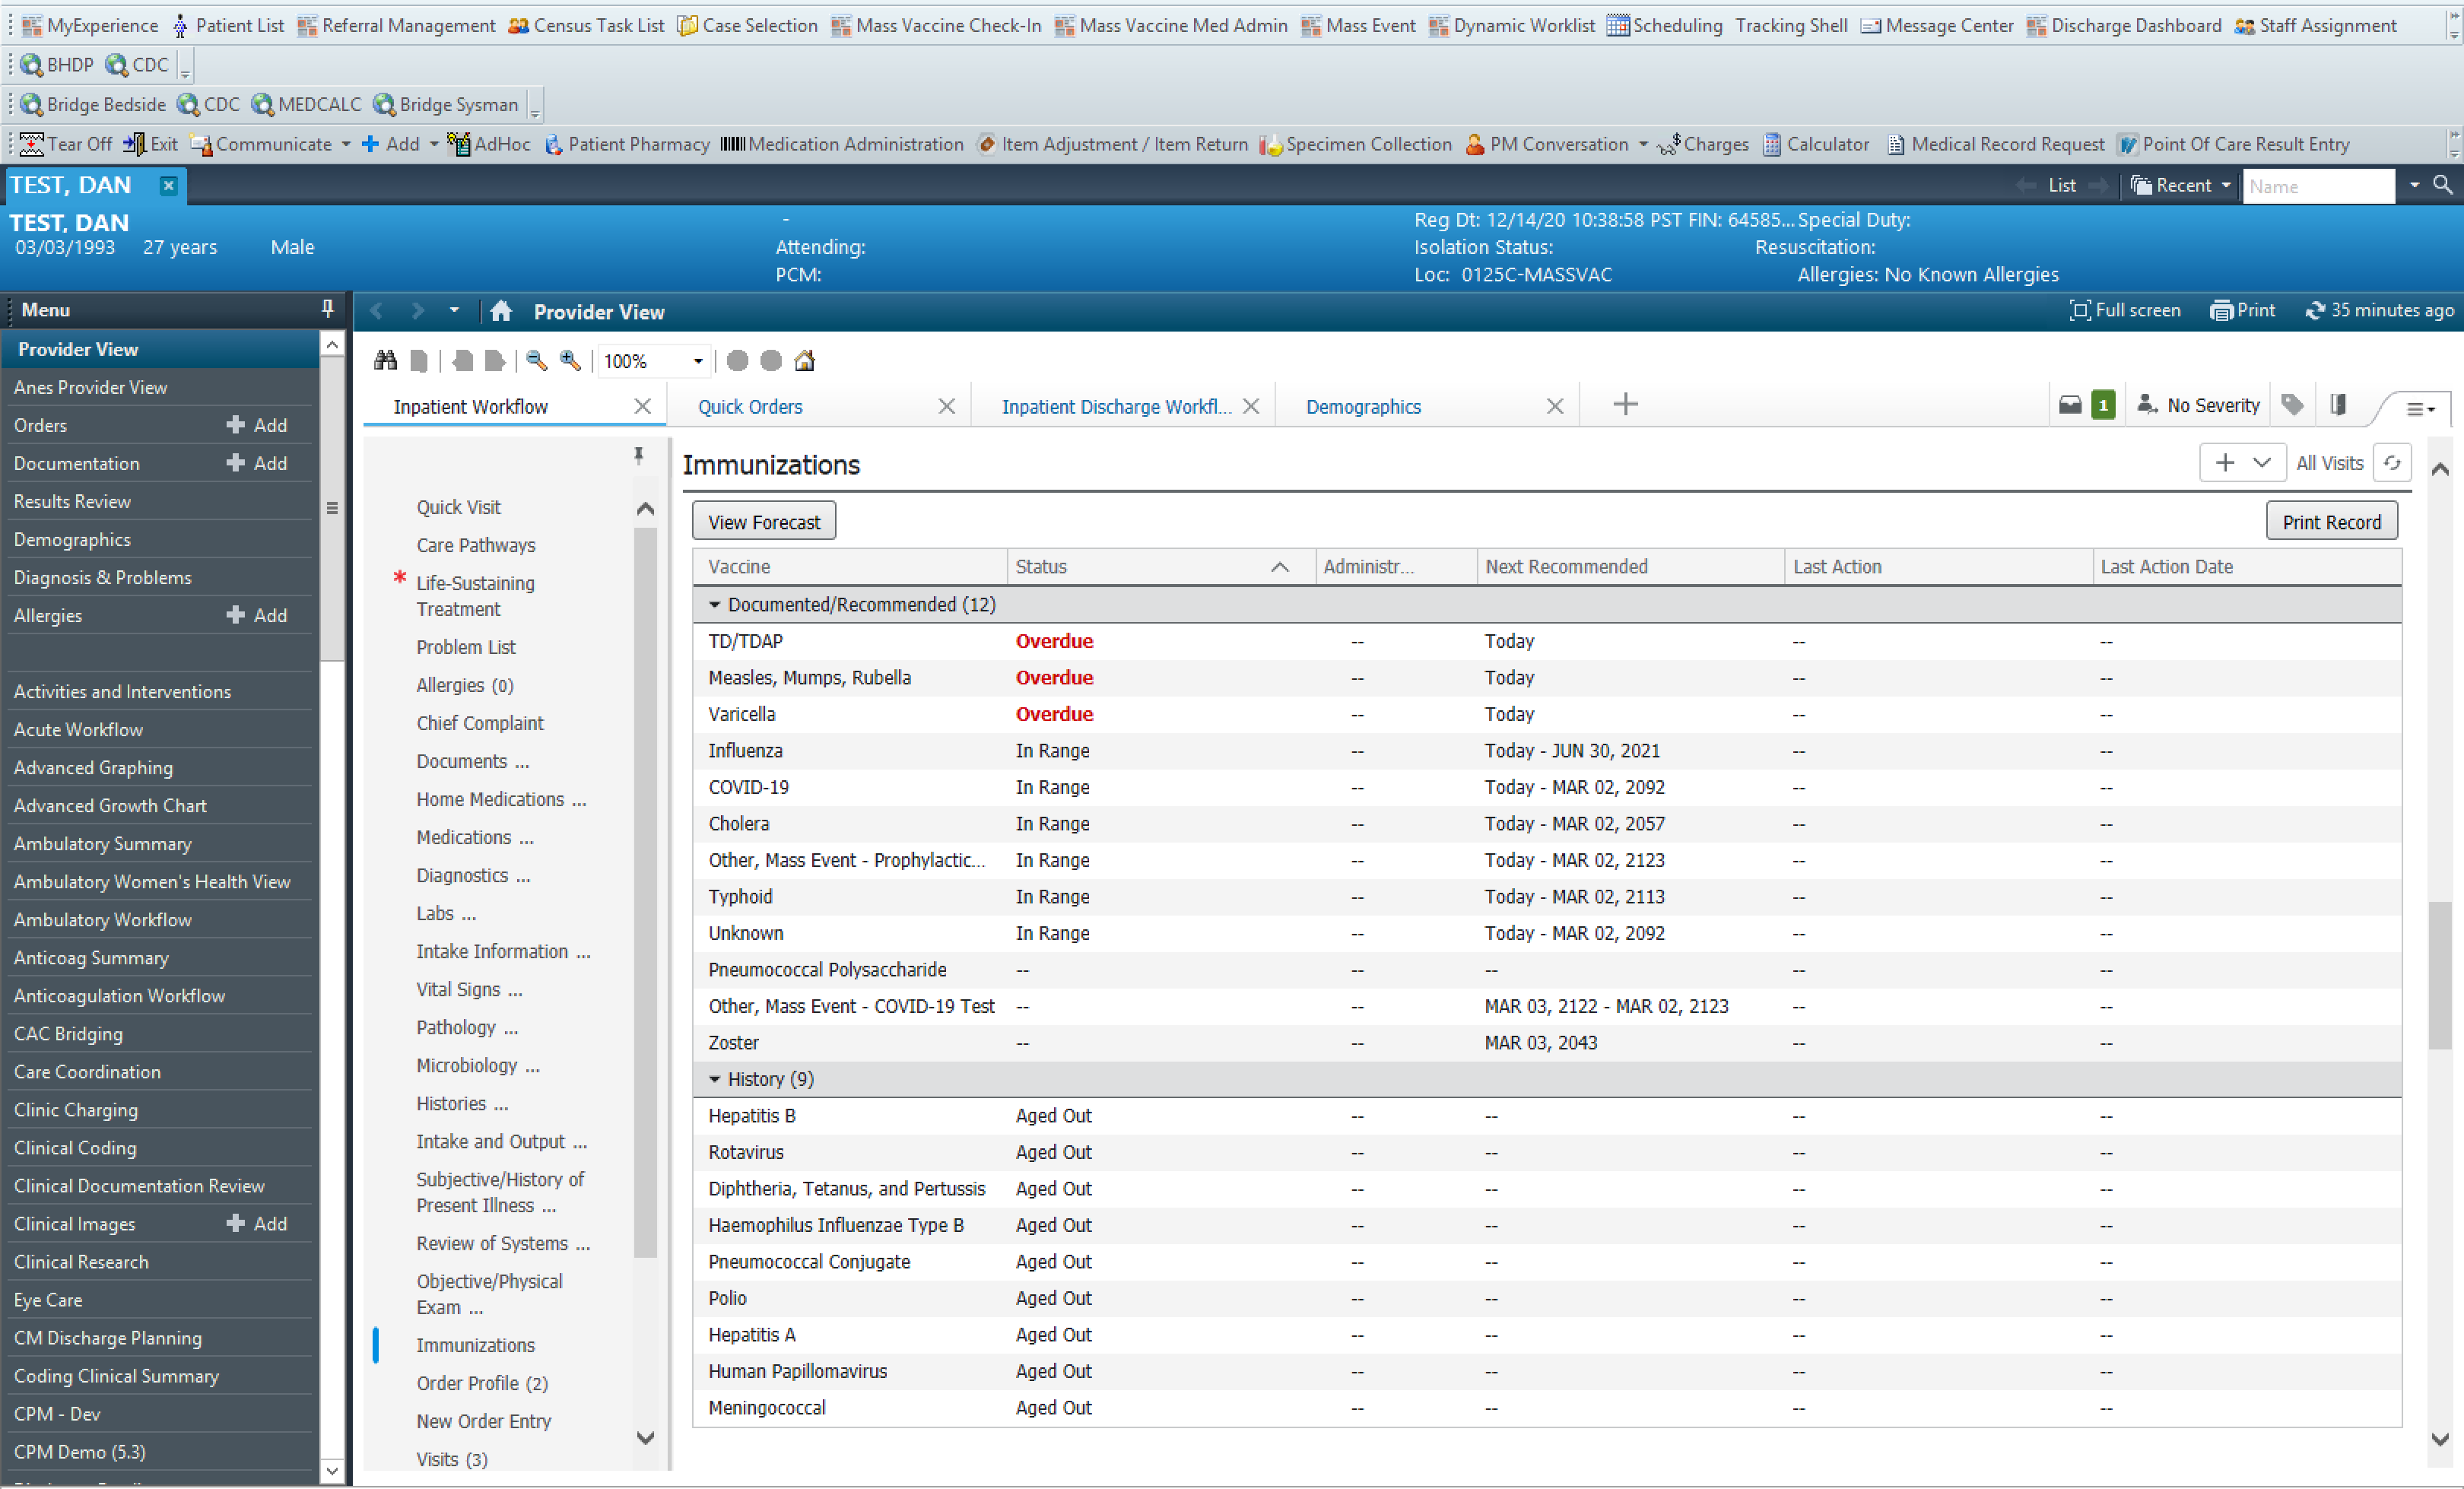 MyExperience Patient List Referral Management Census Task List Case Selection Mass Vaccine Check-In Mass Vaccine Med Admin Mass Event Dynamic Worklist Scheduling Tracking Shell Message Center Discharge Dashboard Staff Assignment
BHDP CDC
Bridge Bedside CDC MEDCALC Bridge Sysman
Tear Off Exit Communicate Add AdHoc Patient Pharmacy Medication Administration Item Adjustment / Item Return Specimen Collection PM Conversation Charges Calculator Medical Record Request Point Of Care Result Entry
TEST, DAN List Recent Name
TEST, DAN - Reg Dt: 12/14/20 10:38:58 PST FIN: 64585... Special Duty:
03/03/1993 27 years Male Attending: Isolation Status: Resuscitation:
PCM: Loc: 0125C-MASSVAC Allergies: No Known Allergies
Menu
Provider View Full screen Print 35 minutes ago
Provider View
Anes Provider View
Orders Add
Documentation Add
Results Review
Demographics
Diagnosis & Problems
Allergies Add
Activities and Interventions
Acute Workflow
Advanced Graphing
Advanced Growth Chart
Ambulatory Summary
Ambulatory Women's Health View
Ambulatory Workflow
Anticoag Summary
Anticoagulation Workflow
CAC Bridging
Care Coordination
Clinic Charging
Clinical Coding
Clinical Documentation Review
Clinical Images Add
Clinical Research
Eye Care
CM Discharge Planning
Coding Clinical Summary
CPM - Dev
CPM Demo (5.3)
100%
Inpatient Workflow Quick Orders Inpatient Discharge Workfl... Demographics 1 No Severity
Quick Visit
Care Pathways
* Life-Sustaining
Treatment
Problem List
Allergies (0)
Chief Complaint
Documents ...
Home Medications ...
Medications ...
Diagnostics ...
Labs ...
Intake Information ...
Vital Signs ...
Pathology ...
Microbiology ...
Histories ...
Intake and Output ...
Subjective/History of
Present Illness ...
Review of Systems ...
Objective/Physical
Exam ...
Immunizations
Order Profile (2)
New Order Entry
Visits (3)
Immunizations All Visits
View Forecast Print Record
Vaccine Status Administr... Next Recommended Last Action Last Action Date
Documented/Recommended (12)
TD/TDAP Overdue -- Today -- --
Measles, Mumps, Rubella Overdue -- Today -- --
Varicella Overdue -- Today -- --
Influenza In Range -- Today - JUN 30, 2021 -- --
COVID-19 In Range -- Today - MAR 02, 2092 -- --
Cholera In Range -- Today - MAR 02, 2057 -- --
Other, Mass Event - Prophylactic... In Range -- Today - MAR 02, 2123 -- --
Typhoid In Range -- Today - MAR 02, 2113 -- --
Unknown In Range -- Today - MAR 02, 2092 -- --
Pneumococcal Polysaccharide -- -- -- -- --
Other, Mass Event - COVID-19 Test -- -- MAR 03, 2122 - MAR 02, 2123 -- --
Zoster -- -- MAR 03, 2043 -- --
History (9)
Hepatitis B Aged Out -- -- -- --
Rotavirus Aged Out -- -- -- --
Diphtheria, Tetanus, and Pertussis Aged Out -- -- -- --
Haemophilus Influenzae Type B Aged Out -- -- -- --
Pneumococcal Conjugate Aged Out -- -- -- --
Polio Aged Out -- -- -- --
Hepatitis A Aged Out -- -- -- --
Human Papillomavirus Aged Out -- -- -- --
Meningococcal Aged Out -- -- -- --